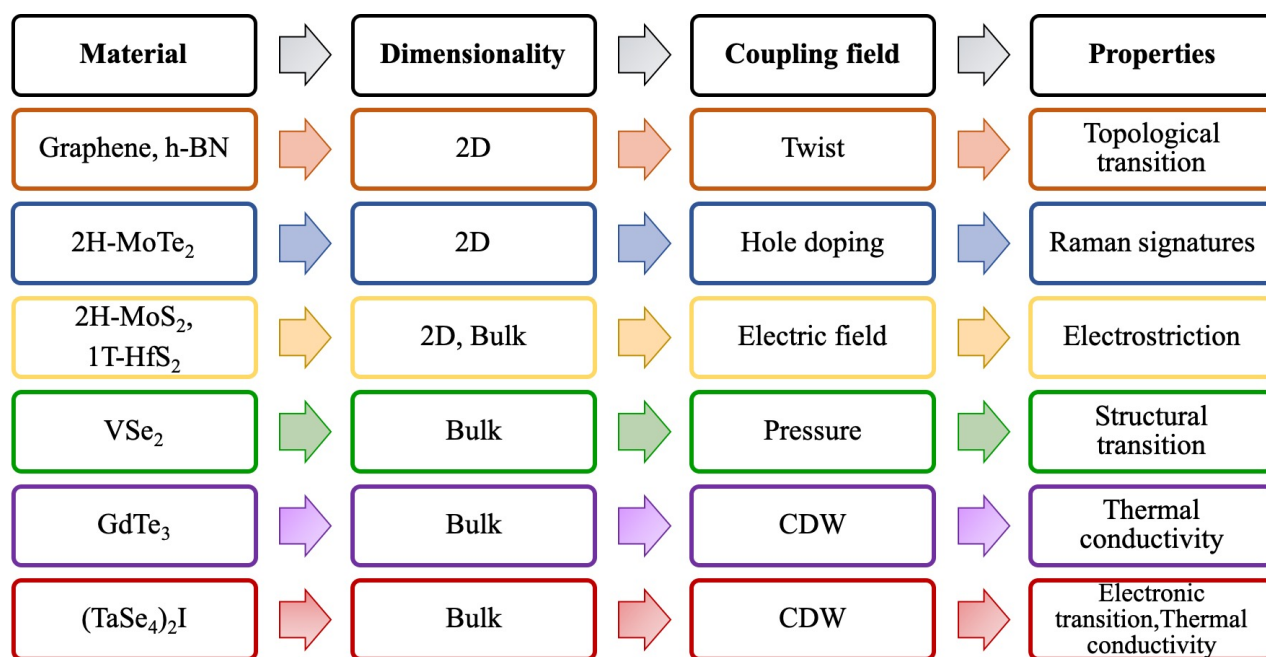 Material Dimensionality Coupling field Properties
Graphene, h-BN 2D Twist Topological
transition
2H-MoTe₂ 2D Hole doping Raman signatures
2H-MoS₂,
1T-HfS₂ 2D, Bulk Electric field Electrostriction
VSe₂ Bulk Pressure Structural
transition
GdTe₃ Bulk CDW Thermal
conductivity
(TaSe₄)₂I Bulk CDW Electronic
transition,Thermal
conductivity